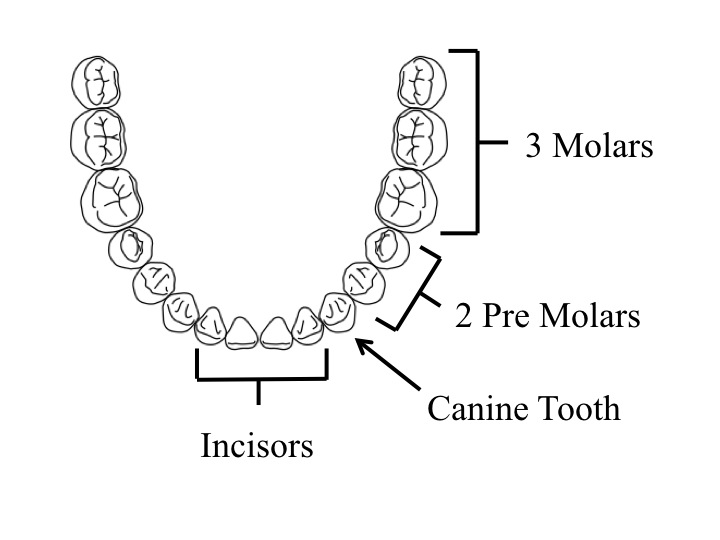 3 Molars
2 Pre Molars
Canine Tooth
Incisors